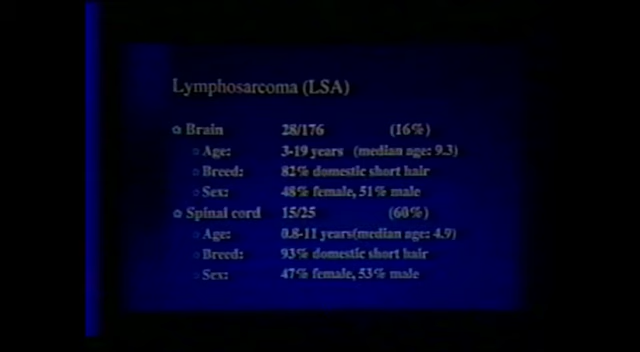 Lymphosarcoma (LSA)
Brain 28/176 (16%)
Age: 3-19 years (median age: 9.3)
Breed: 82% domestic short hair
Sex: 48% female, 51% male
Spinal cord 15/25 (60%)
Age: 0.8-11 years(median age: 4.9)
Breed: 93% domestic short hair
Sex: 47% female, 53% male